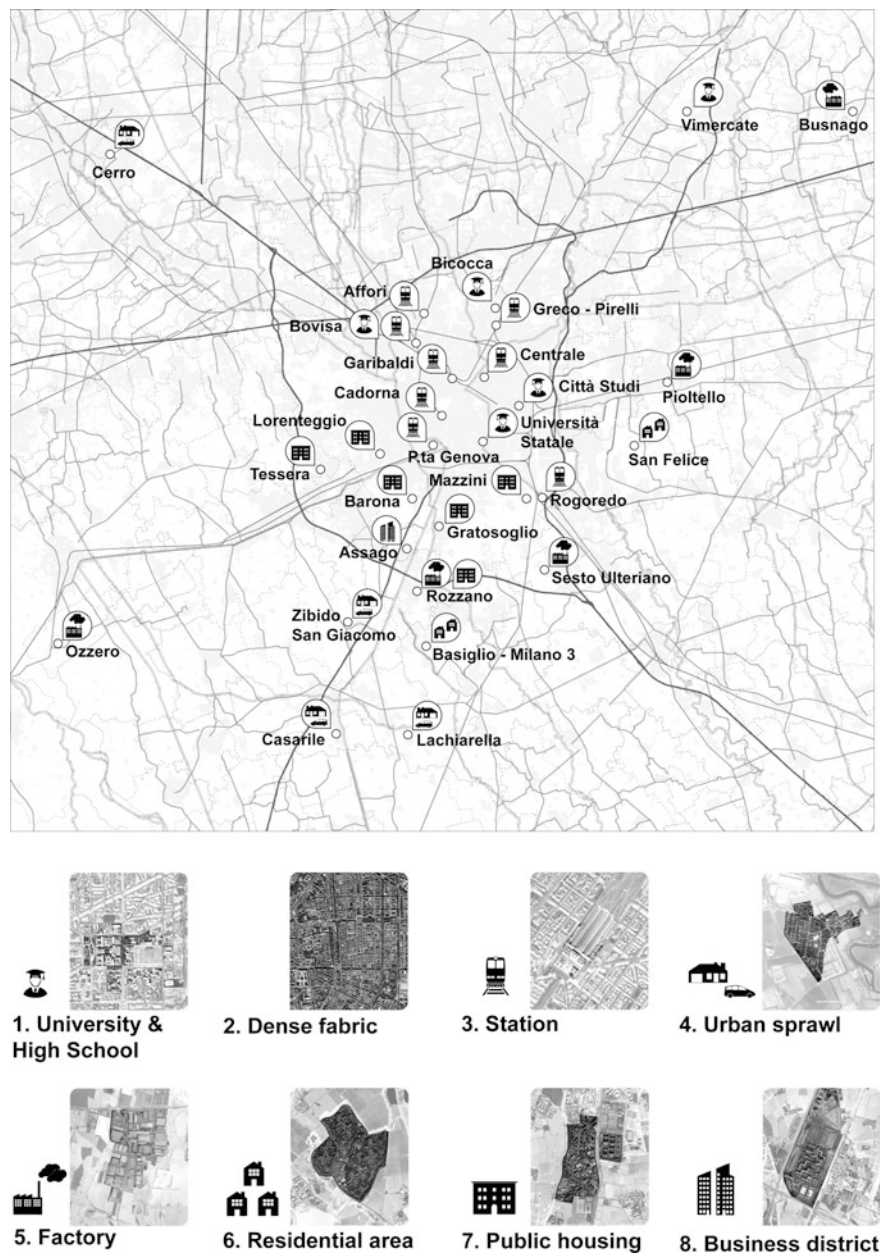 Vimercate
Busnago
Cerro
Bicocca
Affori
Greco - Pirelli
Bovisa
Garibaldi
Centrale
Città Studi
Pioltello
Cadorna
Lorenteggio
Università
Statale
P.ta Genova
San Felice
Tessera
Mazzini
Barona
Rogoredo
Gratosoglio
Assago
Sesto Ulteriano
Rozzano
Zibido
San Giacomo
Ozzero
Basiglio - Milano 3
Casarile
Lachiarella
1. University &
High School
2. Dense fabric
3. Station
4. Urban sprawl
5. Factory
6. Residential area
7. Public housing
8. Business district